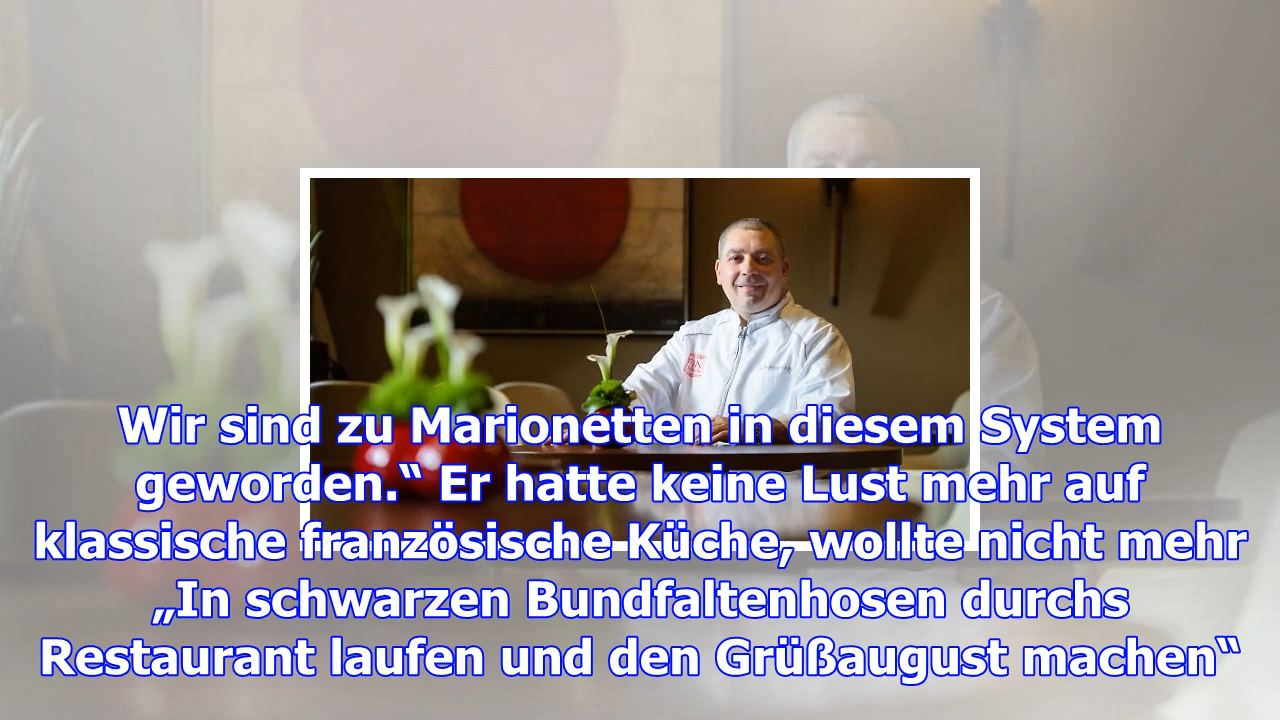 Wir sind zu Marionetten in diesem System
geworden.“ Er hatte keine Lust mehr auf
klassische französische Küche, wollte nicht mehr
„In schwarzen Bundfaltenhosen durchs
Restaurant laufen und den Grüßaugust machen“